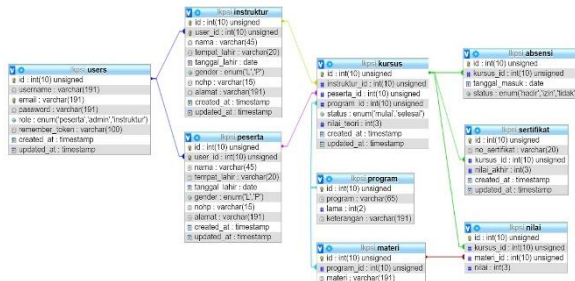 lkpsi users
id : int(10) unsigned
username : varchar(191)
email : varchar(191)
password : varchar(191)
role : enum('peserta','admin','instruktur')
remember_token : varchar(100)
created_at : timestamp
updated_at : timestamp
lkpsi instruktur
id : int(10) unsigned
user_id : int(10) unsigned
nama : varchar(45)
tempat_lahir : varchar(20)
tanggal_lahir : date
gender : enum('L','P')
nohp : varchar(15)
alamat : varchar(191)
created_at : timestamp
updated_at : timestamp
lkpsi peserta
id : int(10) unsigned
user_id : int(10) unsigned
nama : varchar(45)
tempat_lahir : varchar(20)
tanggal_lahir : date
gender : enum('L','P')
nohp : varchar(15)
alamat : varchar(191)
created_at : timestamp
updated_at : timestamp
lkpsi kursus
id : int(10) unsigned
instruktur_id : int(10) unsigned
peserta_id : int(10) unsigned
program_id : int(10) unsigned
status : enum('mulai','selesai')
nilai_teori : int(3)
created_at : timestamp
updated_at : timestamp
lkpsi program
id : int(10) unsigned
program : varchar(65)
lama : int(2)
keterangan : varchar(191)
lkpsi materi
id : int(10) unsigned
program_id : int(10) unsigned
materi : varchar(191)
lkpsi absensi
id : int(10) unsigned
kursus_id : int(10) unsigned
tanggal_masuk : date
status : enum('hadir','izin','tidak'
lkpsi sertifikat
id : int(10) unsigned
no_sertifikat : varchar(20)
kursus_id : int(10) unsigned
nilai_akhir : int(3)
created_at : timestamp
updated_at : timestamp
lkpsi nilai
id : int(10) unsigned
kursus_id : int(10) unsigned
materi_id : int(10) unsigned
nilai : int(3)